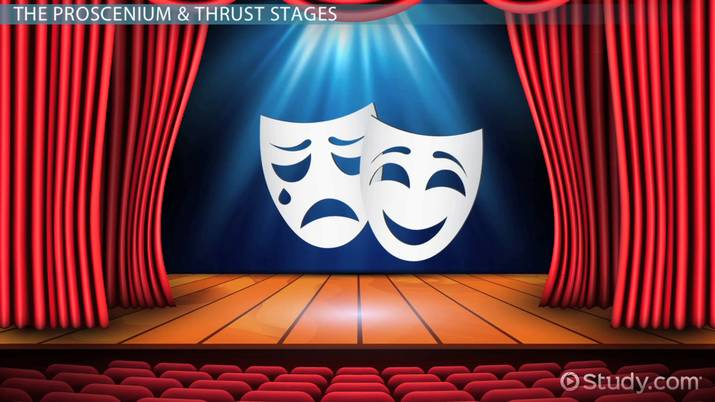 THE PROSCENIUM & THRUST STAGES
Study.com